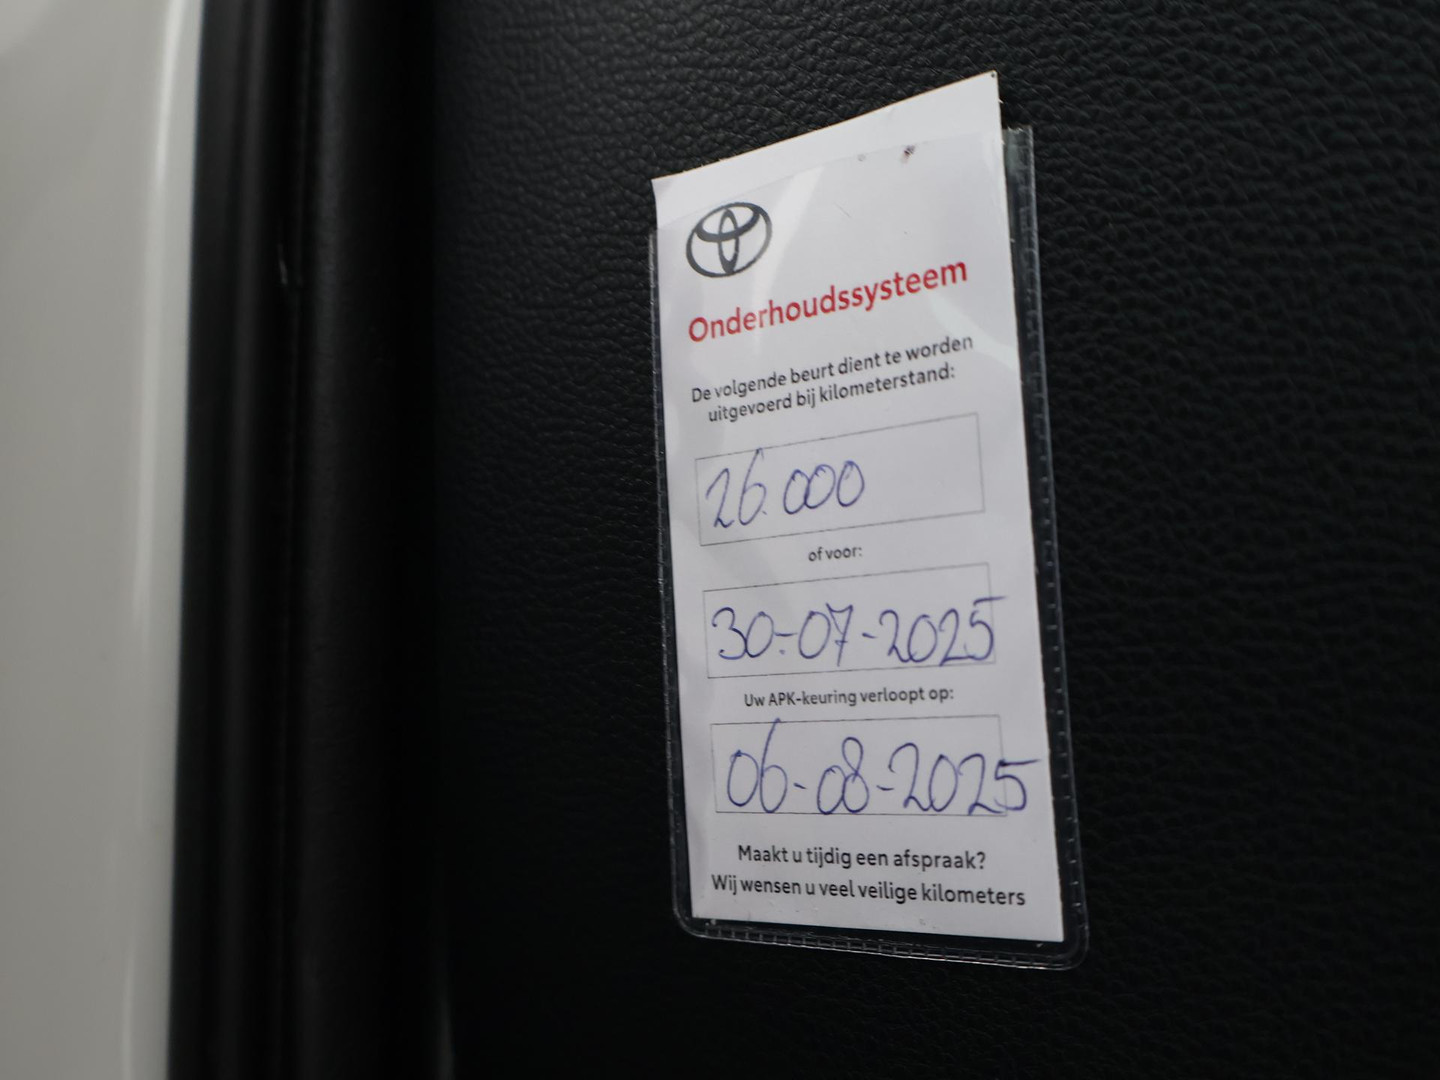 Onderhoudssysteem
De volgende beurt dient te worden
uitgevoerd bij kilometerstand:
26.000
of voor:
30-07-2025
Uw APK-keuring verloopt op:
06-08-2025
Maakt u tijdig een afspraak?
Wij wensen u veel veilige kilometers